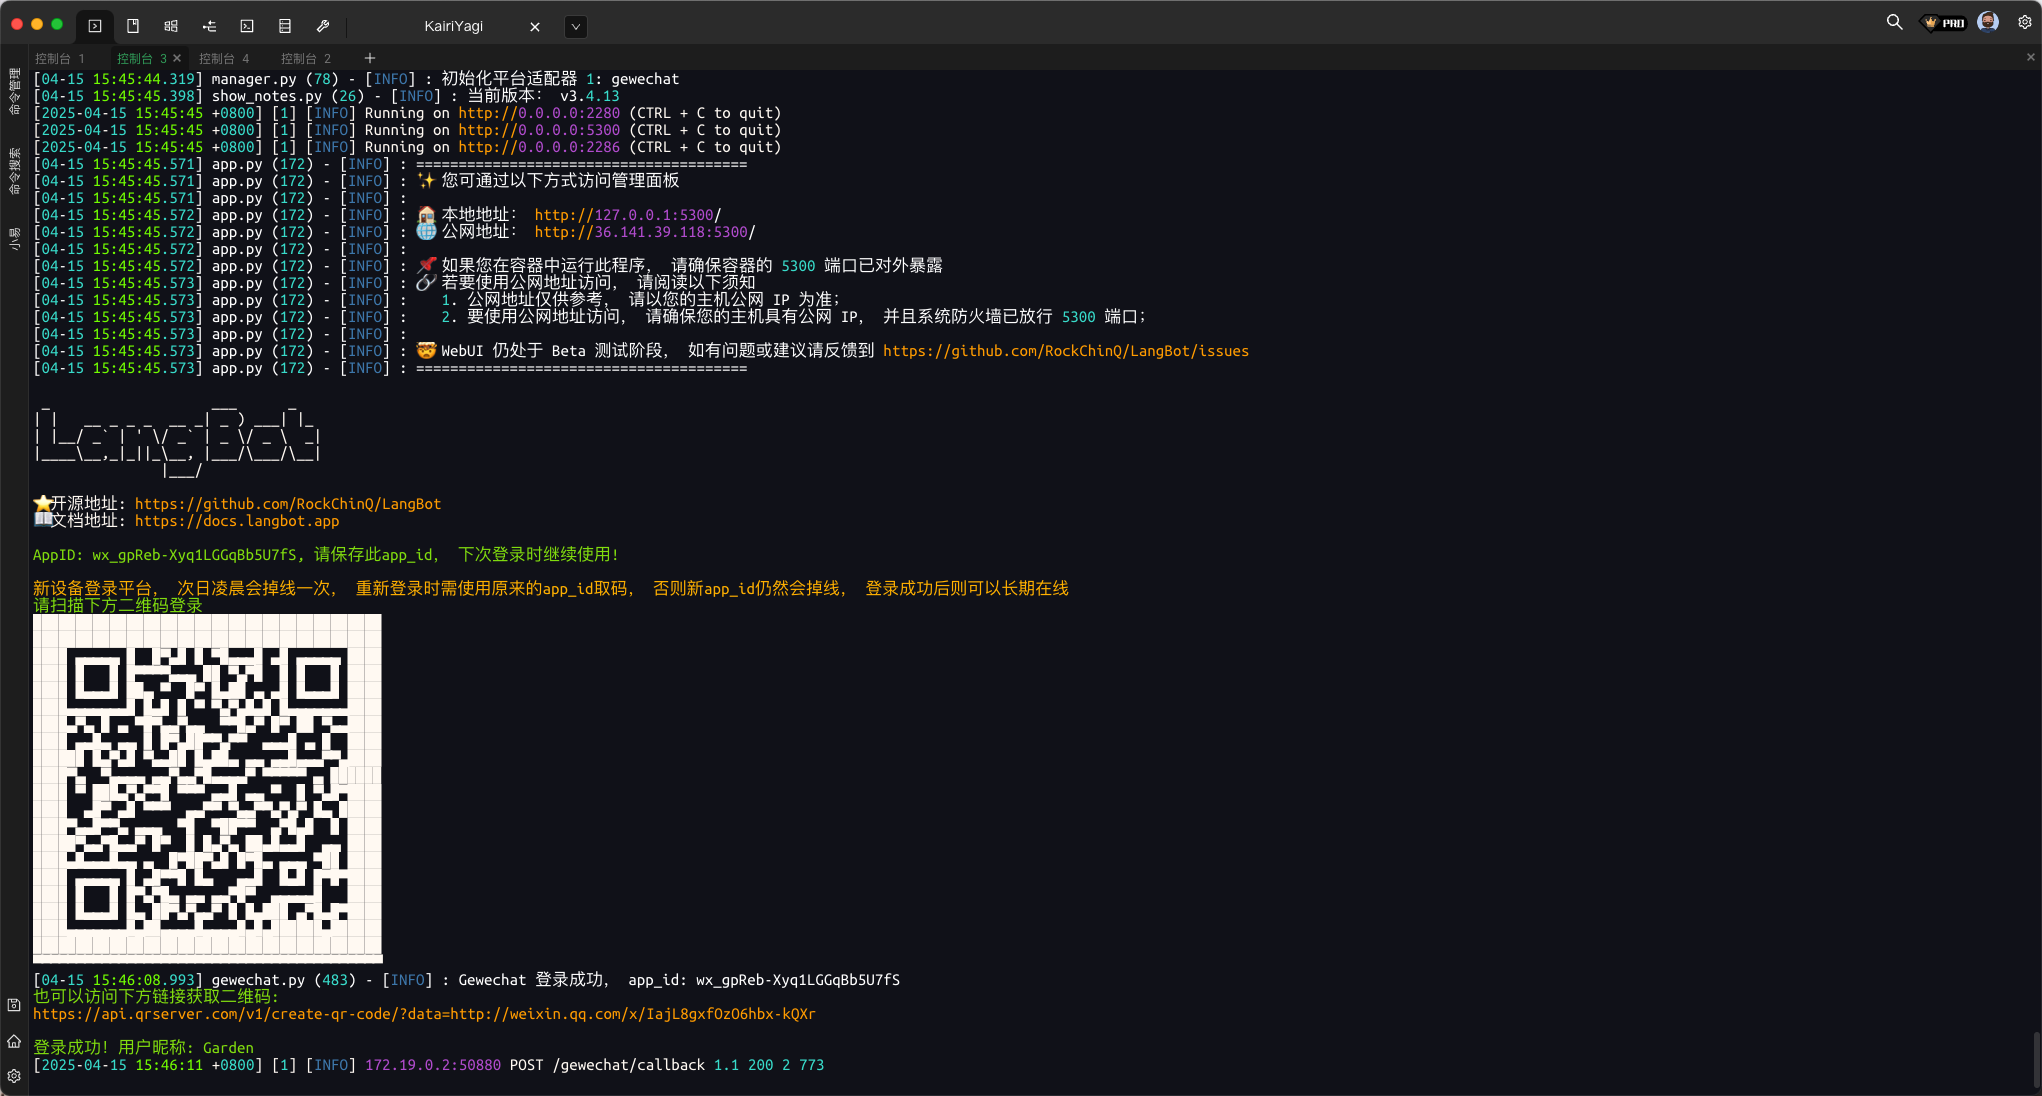 PRO
KairiYagi
控制台 1
控制台 3
控制台 4
控制台 2
命令管理
命令搜索
小易
[04-15 15:45:44.319] manager.py (78) - [INFO] : 初始化平台适配器 1: gewechat
[04-15 15:45:45.398] show_notes.py (26) - [INFO] : 当前版本： v3.4.13
[2025-04-15 15:45:45 +0800] [1] [INFO] Running on http://0.0.0.0:2280 (CTRL + C to quit)
[2025-04-15 15:45:45 +0800] [1] [INFO] Running on http://0.0.0.0:5300 (CTRL + C to quit)
[2025-04-15 15:45:45 +0800] [1] [INFO] Running on http://0.0.0.0:2286 (CTRL + C to quit)
[04-15 15:45:45.571] app.py (172) - [INFO] : =======================================
[04-15 15:45:45.571] app.py (172) - [INFO] : ✨ 您可通过以下方式访问管理面板
[04-15 15:45:45.571] app.py (172) - [INFO] :
[04-15 15:45:45.572] app.py (172) - [INFO] : 🏠 本地地址： http://127.0.0.1:5300/
[04-15 15:45:45.572] app.py (172) - [INFO] : 🌐 公网地址： http://36.141.39.118:5300/
[04-15 15:45:45.572] app.py (172) - [INFO] :
[04-15 15:45:45.572] app.py (172) - [INFO] : 📌 如果您在容器中运行此程序， 请确保容器的 5300 端口已对外暴露
[04-15 15:45:45.573] app.py (172) - [INFO] : 🔗 若要使用公网地址访问， 请阅读以下须知
[04-15 15:45:45.573] app.py (172) - [INFO] : 1. 公网地址仅供参考， 请以您的主机公网 IP 为准；
[04-15 15:45:45.573] app.py (172) - [INFO] : 2. 要使用公网地址访问， 请确保您的主机具有公网 IP， 并且系统防火墙已放行 5300 端口；
[04-15 15:45:45.573] app.py (172) - [INFO] :
[04-15 15:45:45.573] app.py (172) - [INFO] : 🤯 WebUI 仍处于 Beta 测试阶段， 如有问题或建议请反馈到 https://github.com/RockChinQ/LangBot/issues
[04-15 15:45:45.573] app.py (172) - [INFO] : =======================================
LangBot
⭐开源地址: https://github.com/RockChinQ/LangBot
📖文档地址: https://docs.langbot.app
AppID: wx_gpReb-Xyq1LGGqBb5U7fS, 请保存此app_id， 下次登录时继续使用!
新设备登录平台， 次日凌晨会掉线一次， 重新登录时需使用原来的app_id取码， 否则新app_id仍然会掉线， 登录成功后则可以长期在线
请扫描下方二维码登录
[04-15 15:46:08.993] gewechat.py (483) - [INFO] : Gewechat 登录成功， app_id: wx_gpReb-Xyq1LGGqBb5U7fS
也可以访问下方链接获取二维码:
https://api.qrserver.com/v1/create-qr-code/?data=http://weixin.qq.com/x/IajL8gxfOzO6hbx-kQXr
登录成功! 用户昵称: Garden
[2025-04-15 15:46:11 +0800] [1] [INFO] 172.19.0.2:50880 POST /gewechat/callback 1.1 200 2 773